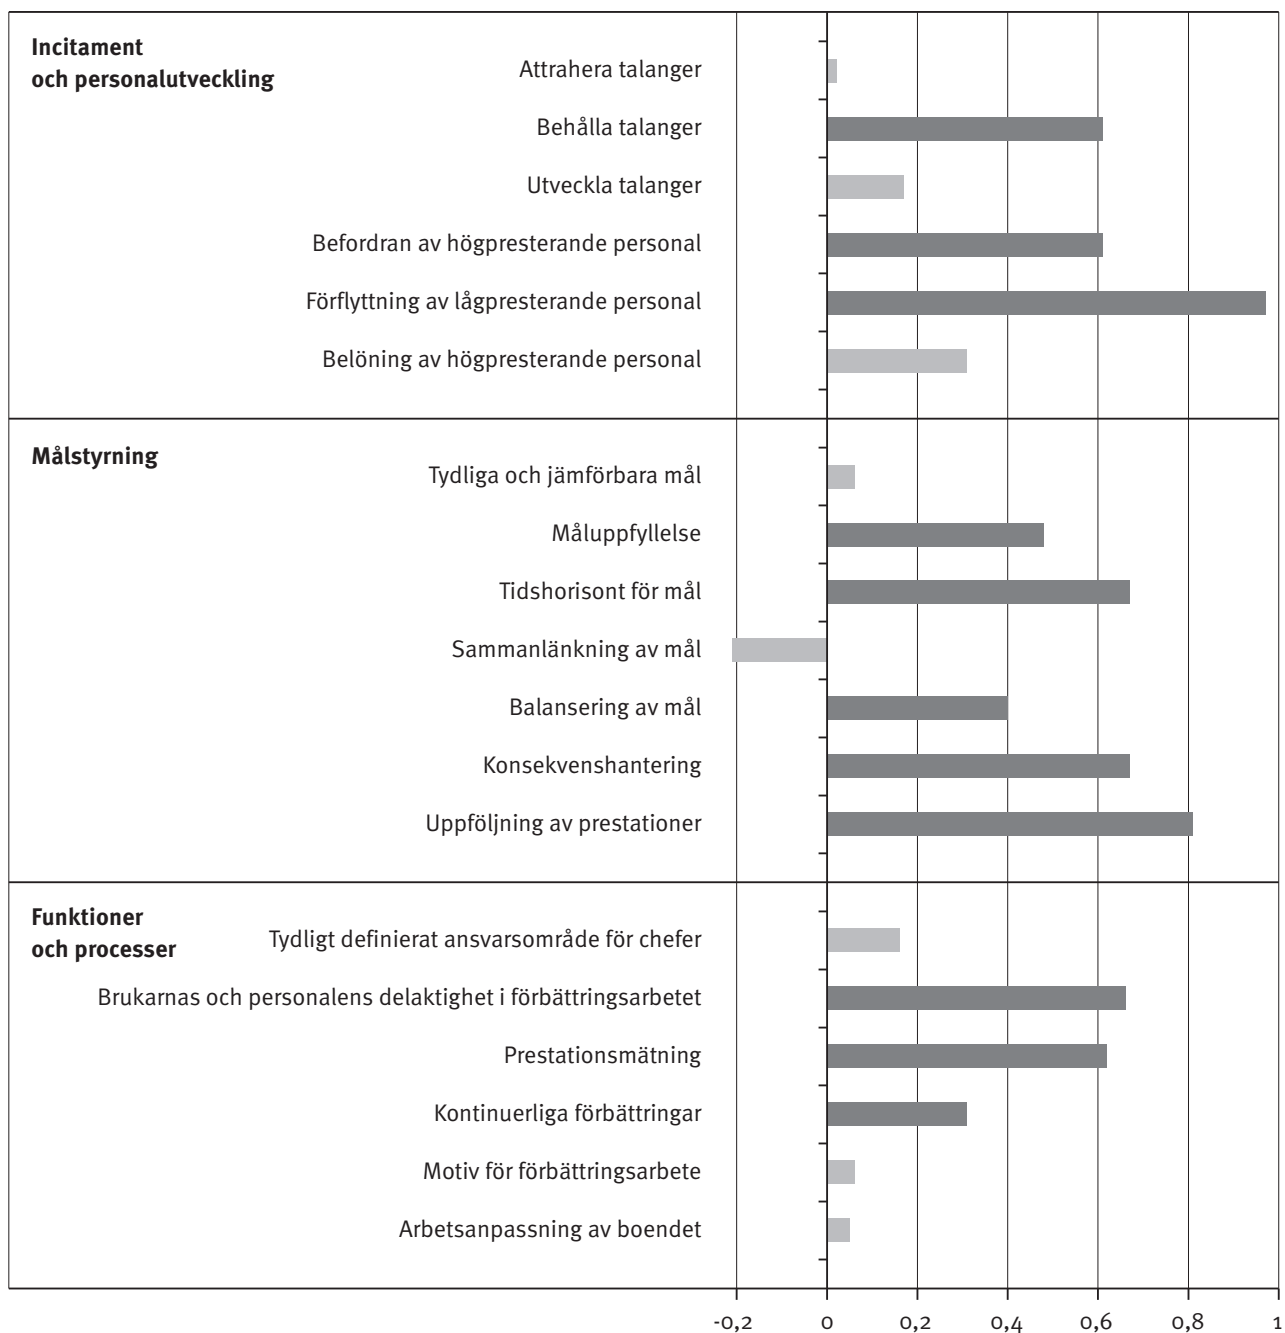 Incitament
och personalutveckling
Attrahera talanger
Behålla talanger
Utveckla talanger
Befordran av högpresterande personal
Förflyttning av lågpresterande personal
Belöning av högpresterande personal
Målstyrning
Tydliga och jämförbara mål
Måluppfyllelse
Tidshorisont för mål
Sammanlänkning av mål
Balansering av mål
Konsekvenshantering
Uppföljning av prestationer
Funktioner
och processer
Tydligt definierat ansvarsområde för chefer
Brukarnas och personalens delaktighet i förbättringsarbetet
Prestationsmätning
Kontinuerliga förbättringar
Motiv för förbättringsarbete
Arbetsanpassning av boendet
-0,2 0 0,2 0,4 0,6 0,8 1